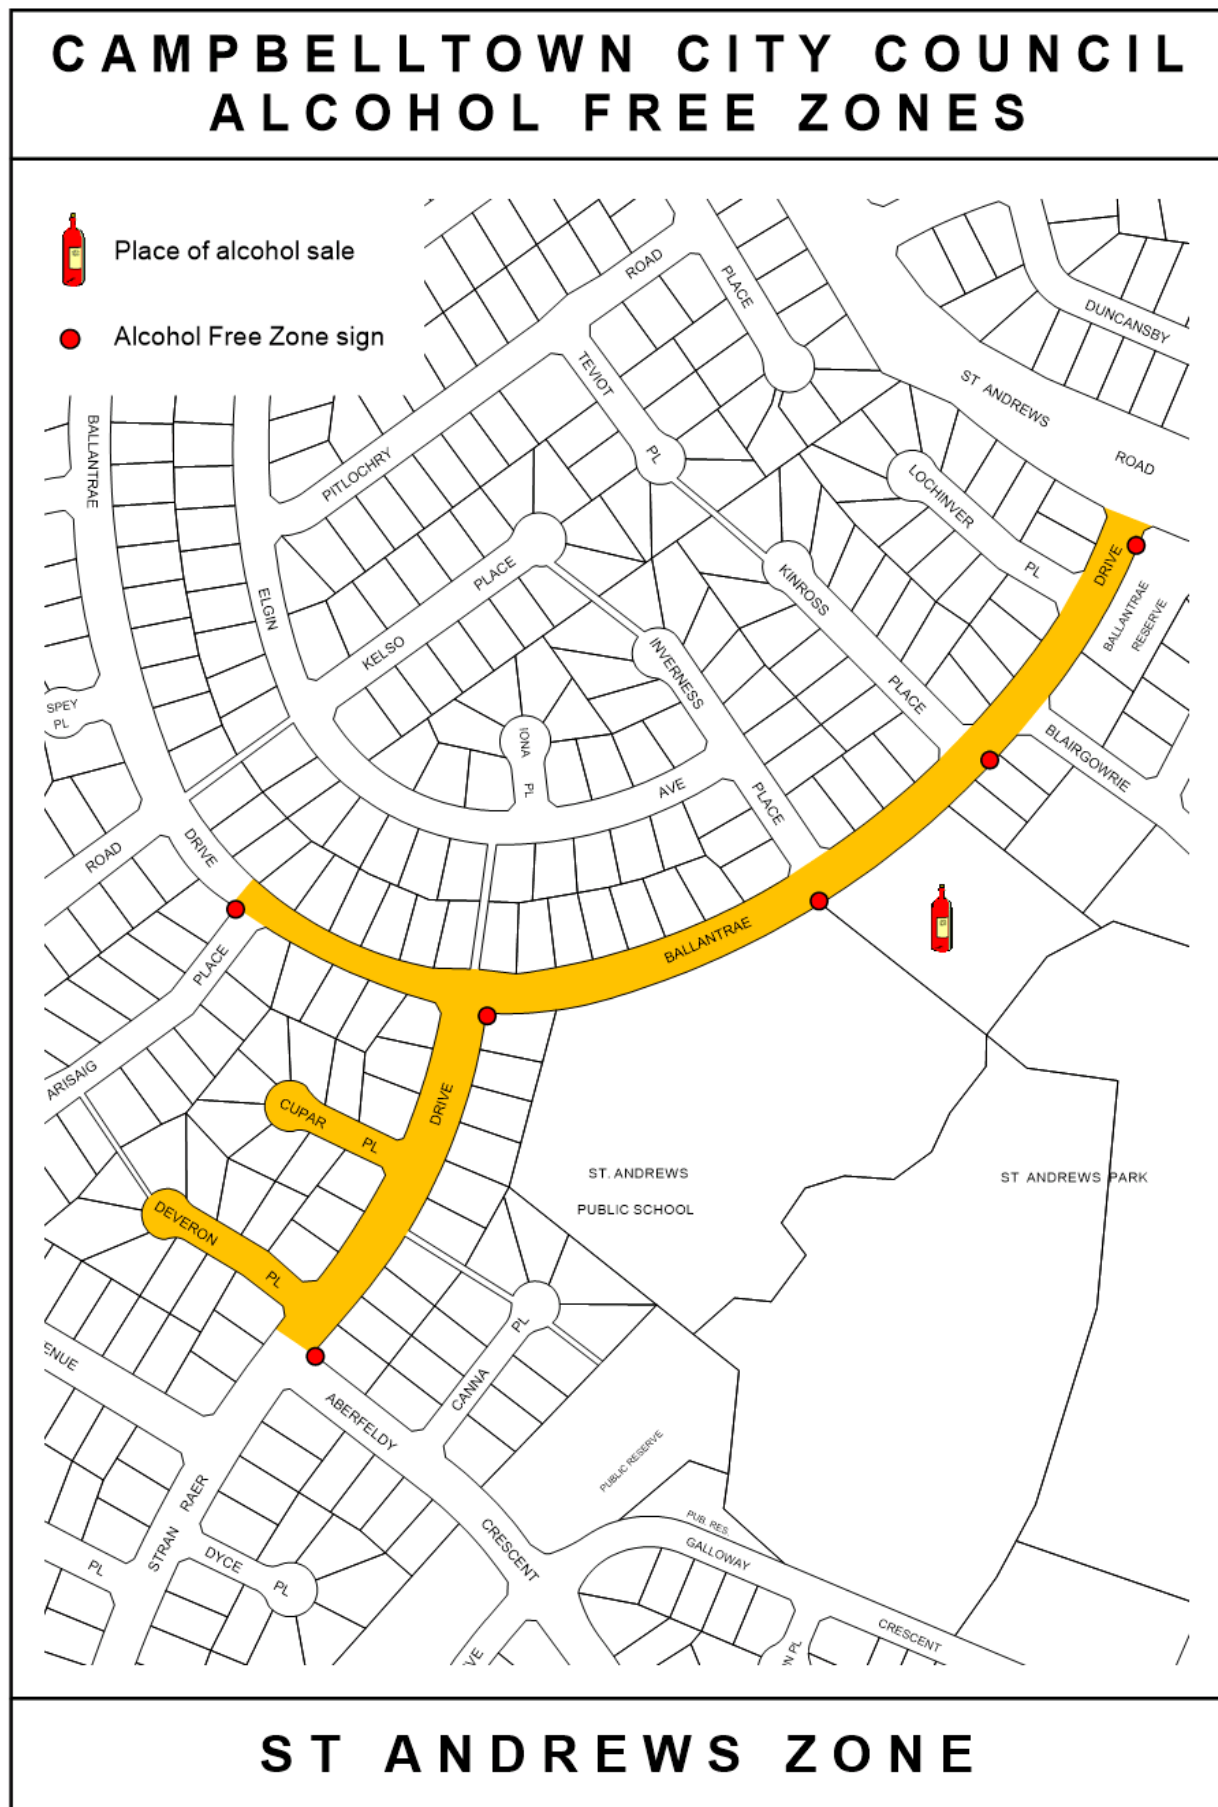 CAMPBELLTOWN CITY COUNCIL
ALCOHOL FREE ZONES
Place of alcohol sale
Alcohol Free Zone sign
ROAD
PLACE
DUNCANSBY
TEVIOT
PL
ST ANDREWS
ROAD
BALLANTRAE
PITLOCHRY
LOCHINVER
PL
DRIVE
ELGIN
PLACE
KELSO
KINROSS
PLACE
BALLANTRAE
RESERVE
INVERNESS
PLACE
SPEY
PL
IONA
PL
AVE
BLAIRGOWRIE
ROAD
DRIVE
PLACE
ARISAIG
BALLANTRAE
DRIVE
CUPAR
PL
DEVERON
PL
ST. ANDREWS
PUBLIC SCHOOL
ST ANDREWS PARK
PL
CANNA
ENUE
ABERFELDY
CRESCENT
PUBLIC RESERVE
PUB. RES.
GALLOWAY
CRESCENT
STRAN RAER
DYCE
PL
PL
VE
N PL
ST ANDREWS ZONE